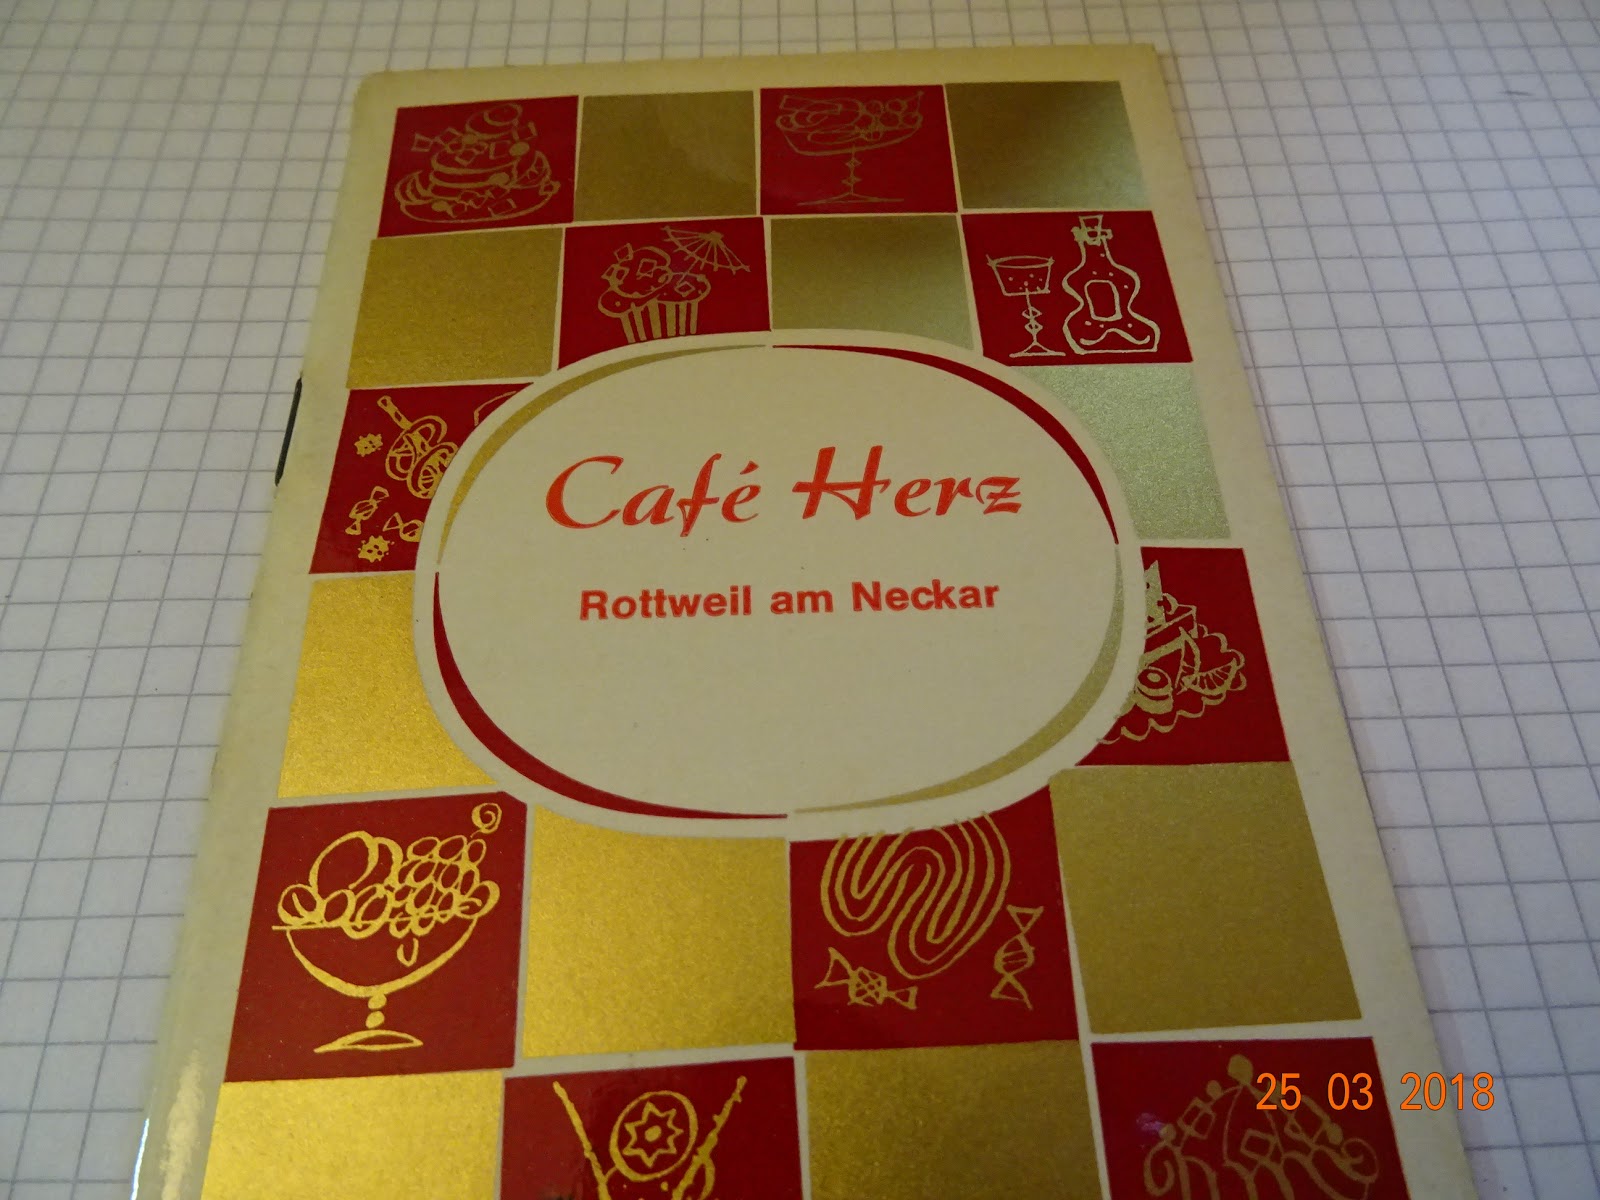 Café Herz
Rottweil am Neckar
25 03 2018